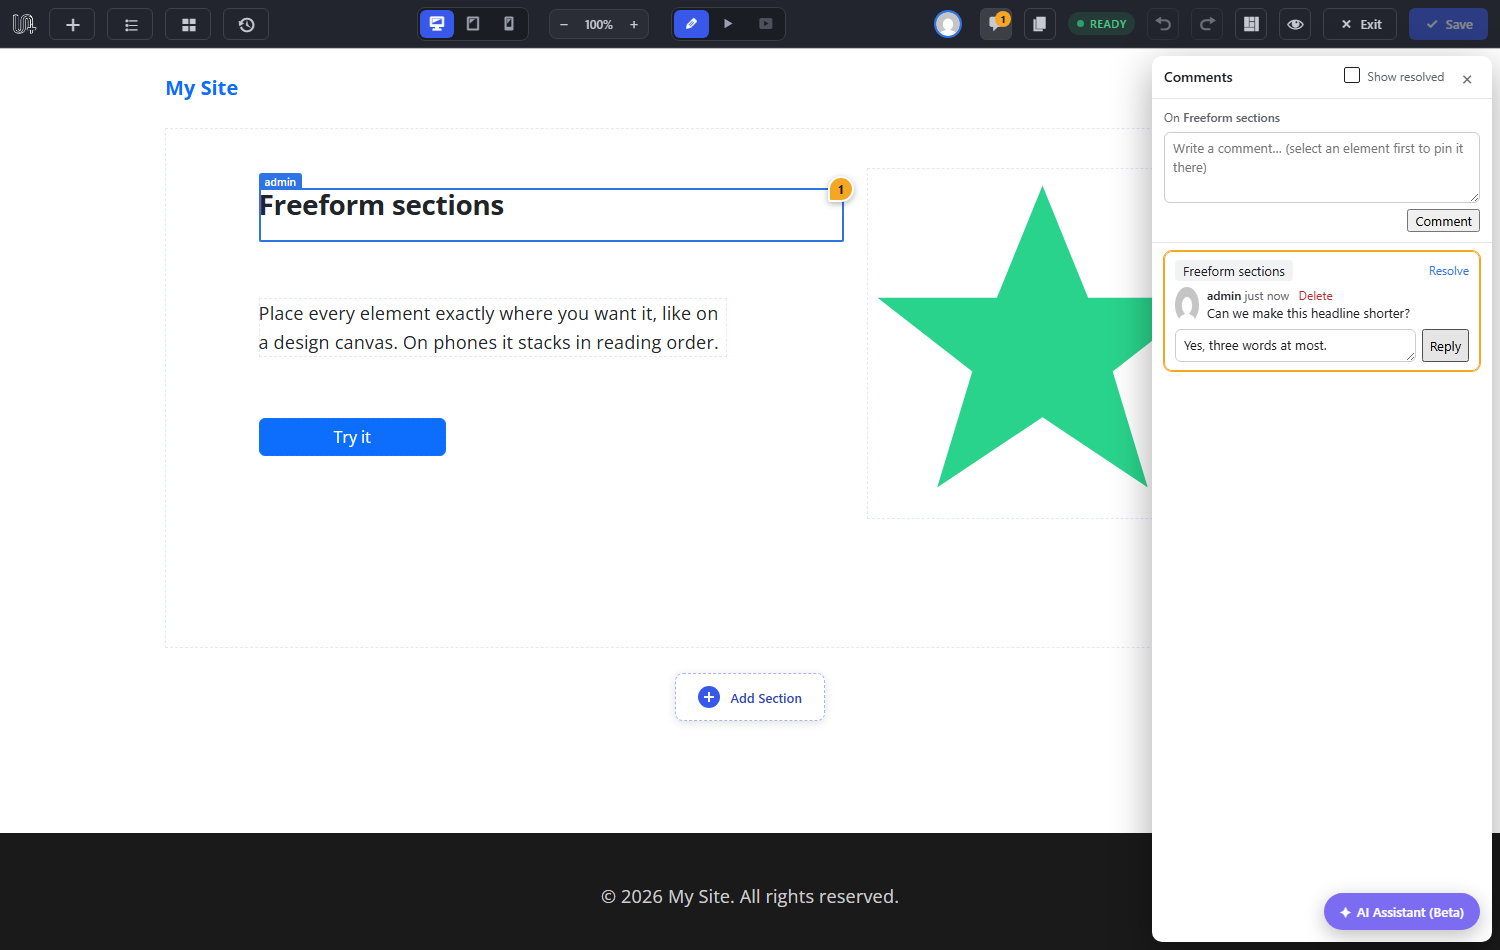 100%
1
READY
Exit
Save
My Site
Comments
Show resolved
On Freeform sections
Write a comment... (select an element first to pin it
there)
Comment
admin
1
Freeform sections
Freeform sections
Resolve
admin just now Delete
Can we make this headline shorter?
Yes, three words at most.
Reply
Place every element exactly where you want it, like on
a design canvas. On phones it stacks in reading order.
Try it
Add Section
© 2026 My Site. All rights reserved.
AI Assistant (Beta)